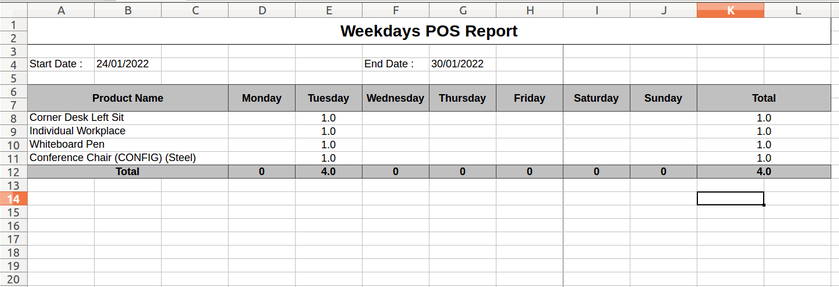 A B C D E F G H I J K L
1 Weekdays POS Report
2
3
4 Start Date : 24/01/2022 End Date : 30/01/2022
5
6
7 Product Name Monday Tuesday Wednesday Thursday Friday Saturday Sunday Total
8 Corner Desk Left Sit 1.0 1.0
9 Individual Workplace 1.0 1.0
10 Whiteboard Pen 1.0 1.0
11 Conference Chair (CONFIG) (Steel) 1.0 1.0
12 Total 0 4.0 0 0 0 0 0 4.0
13
14
15
16
17
18
19
20